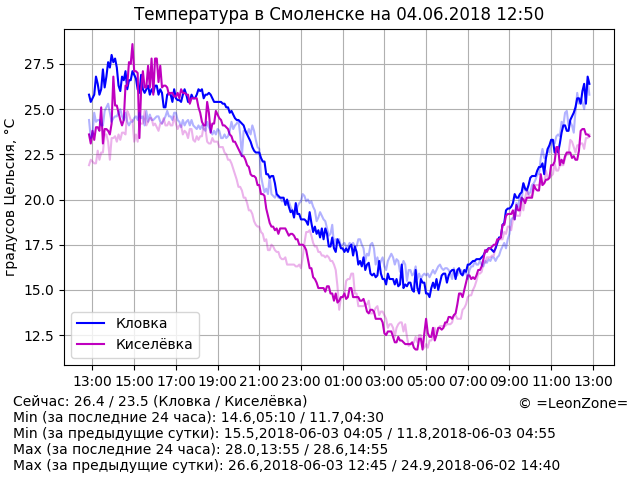 Температура в Смоленске на 04.06.2018 12:50
27.5
25.0
22.5
20.0
17.5
15.0
12.5
градусов Цельсия, °C
Кловка
Киселёвка
13:00 15:00 17:00 19:00 21:00 23:00 01:00 03:00 05:00 07:00 09:00 11:00 13:00
Сейчас: 26.4 / 23.5 (Кловка / Киселёвка)
© =LeonZone=
Min (за последние 24 часа): 14.6,05:10 / 11.7,04:30
Min (за предыдущие сутки): 15.5,2018-06-03 04:05 / 11.8,2018-06-03 04:55
Max (за последние 24 часа): 28.0,13:55 / 28.6,14:55
Max (за предыдущие сутки): 26.6,2018-06-03 12:45 / 24.9,2018-06-02 14:40